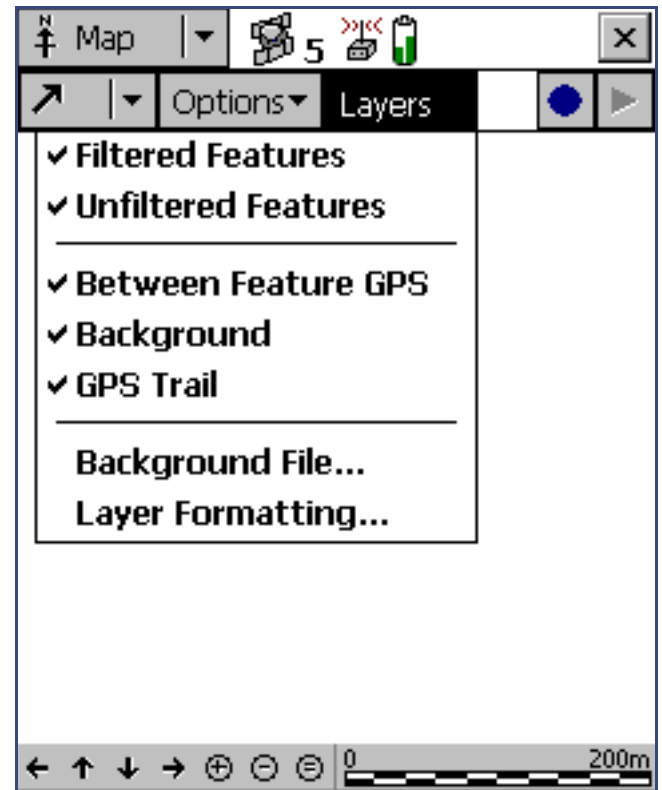 N
Map 5
Options Layers
Filtered Features
Unfiltered Features
Between Feature GPS
Background
GPS Trail
Background File...
Layer Formatting...
0 200m